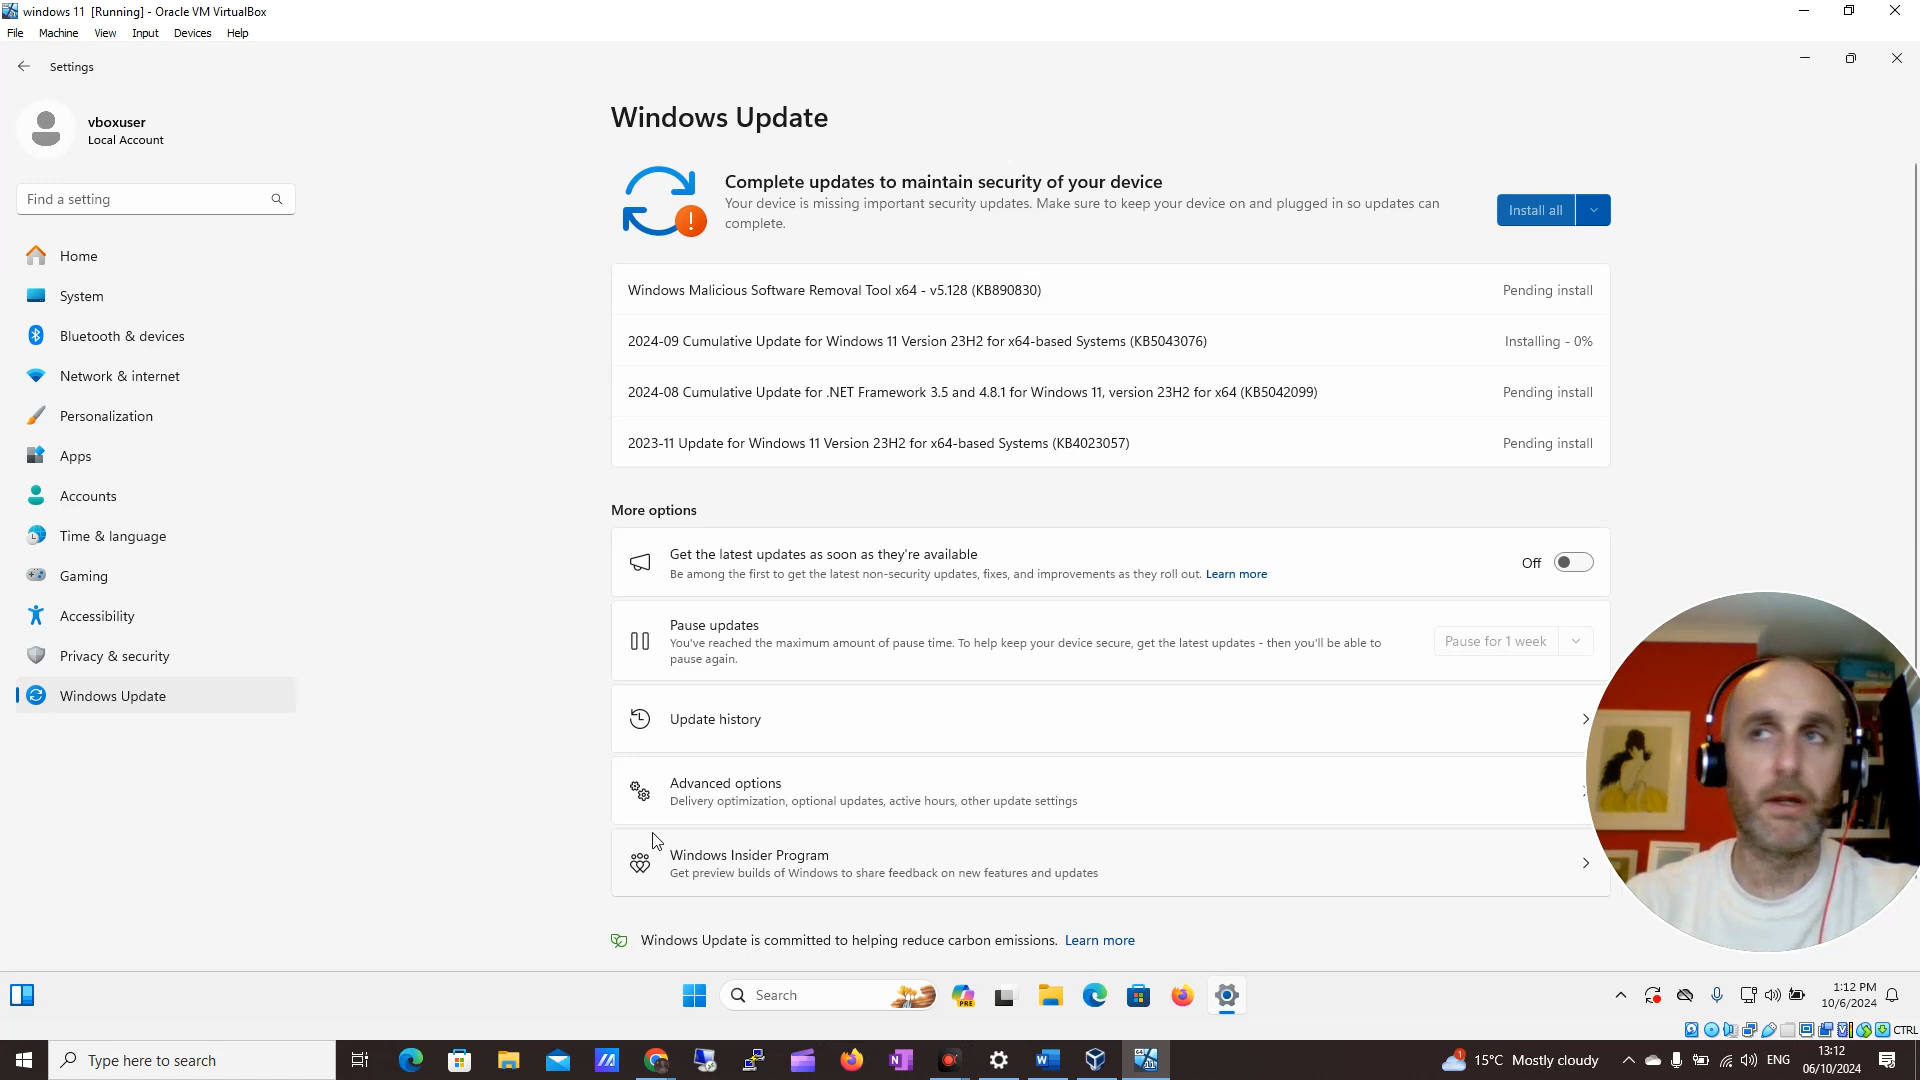 windows 11 [Running] - Oracle VM VirtualBox
File Machine View Input Devices Help
Settings
vboxuser
Local Account
Find a setting
Home
System
Bluetooth & devices
Network & internet
Personalization
Apps
Accounts
Time & language
Gaming
Accessibility
Privacy & security
Windows Update
Windows Update
Complete updates to maintain security of your device
Your device is missing important security updates. Make sure to keep your device on and plugged in so updates can
complete.
Install all
Windows Malicious Software Removal Tool x64 - v5.128 (KB890830) Pending install
2024-09 Cumulative Update for Windows 11 Version 23H2 for x64-based Systems (KB5043076) Installing - 0%
2024-08 Cumulative Update for .NET Framework 3.5 and 4.8.1 for Windows 11, version 23H2 for x64 (KB5042099) Pending install
2023-11 Update for Windows 11 Version 23H2 for x64-based Systems (KB4023057) Pending install
More options
Get the latest updates as soon as they're available
Be among the first to get the latest non-security updates, fixes, and improvements as they roll out. Learn more
Off
Pause updates
You've reached the maximum amount of pause time. To help keep your device secure, get the latest updates - then you'll be able to
pause again.
Pause for 1 week
Update history
Advanced options
Delivery optimization, optional updates, active hours, other update settings
Windows Insider Program
Get preview builds of Windows to share feedback on new features and updates
Windows Update is committed to helping reduce carbon emissions. Learn more
Search
PRE
1:12 PM
10/6/2024
CTRL
Type here to search
1
15°C Mostly cloudy
ENG
13:12
06/10/2024